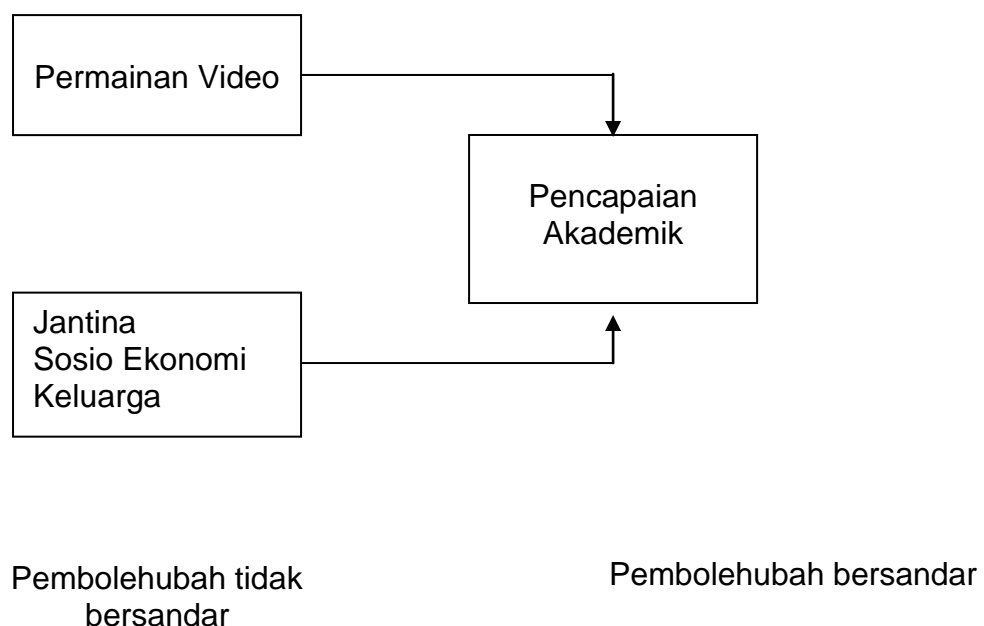 Permainan Video
Pencapaian
Akademik
Jantina
Sosio Ekonomi
Keluarga
Pembolehubah tidak
bersandar
Pembolehubah bersandar